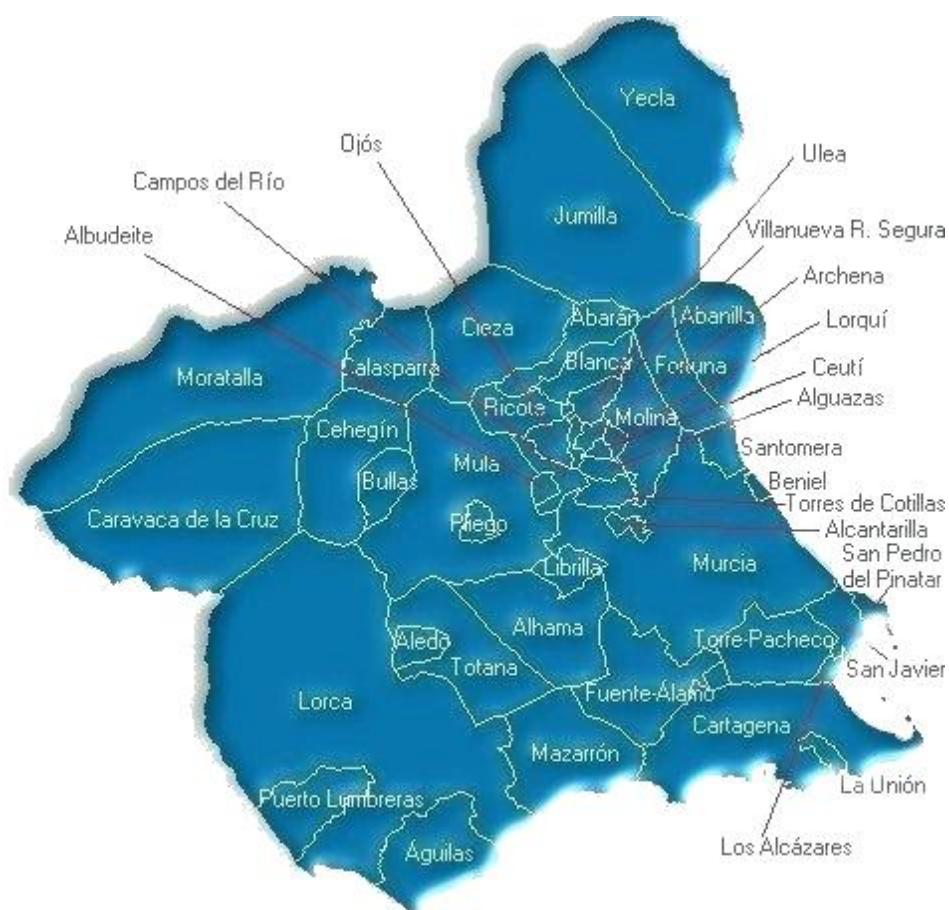 Yecla
Ojós
Ulea
Campos del Río
Jumilla
Albudeite
Villanueva R. Segura
Archena
Abarán
Abanilla
Cieza
Lorquí
Blanca
Calasparra
Fortuna
Moratalla
Ceutí
Alguazas
Ricote
Molina
Cehegín
Santomera
Mula
Bullas
Beniel
Torres de Cotillas
Caravaca de la Cruz
Pliego
Alcantarilla
San Pedro
del Pinatar
Librilla
Murcia
Alhama
Aledo
Torre-Pacheco
Totana
San Javier
Fuente-Álamo
Lorca
Cartagena
Mazarrón
La Unión
Puerto Lumbreras
Los Alcázares
Águilas